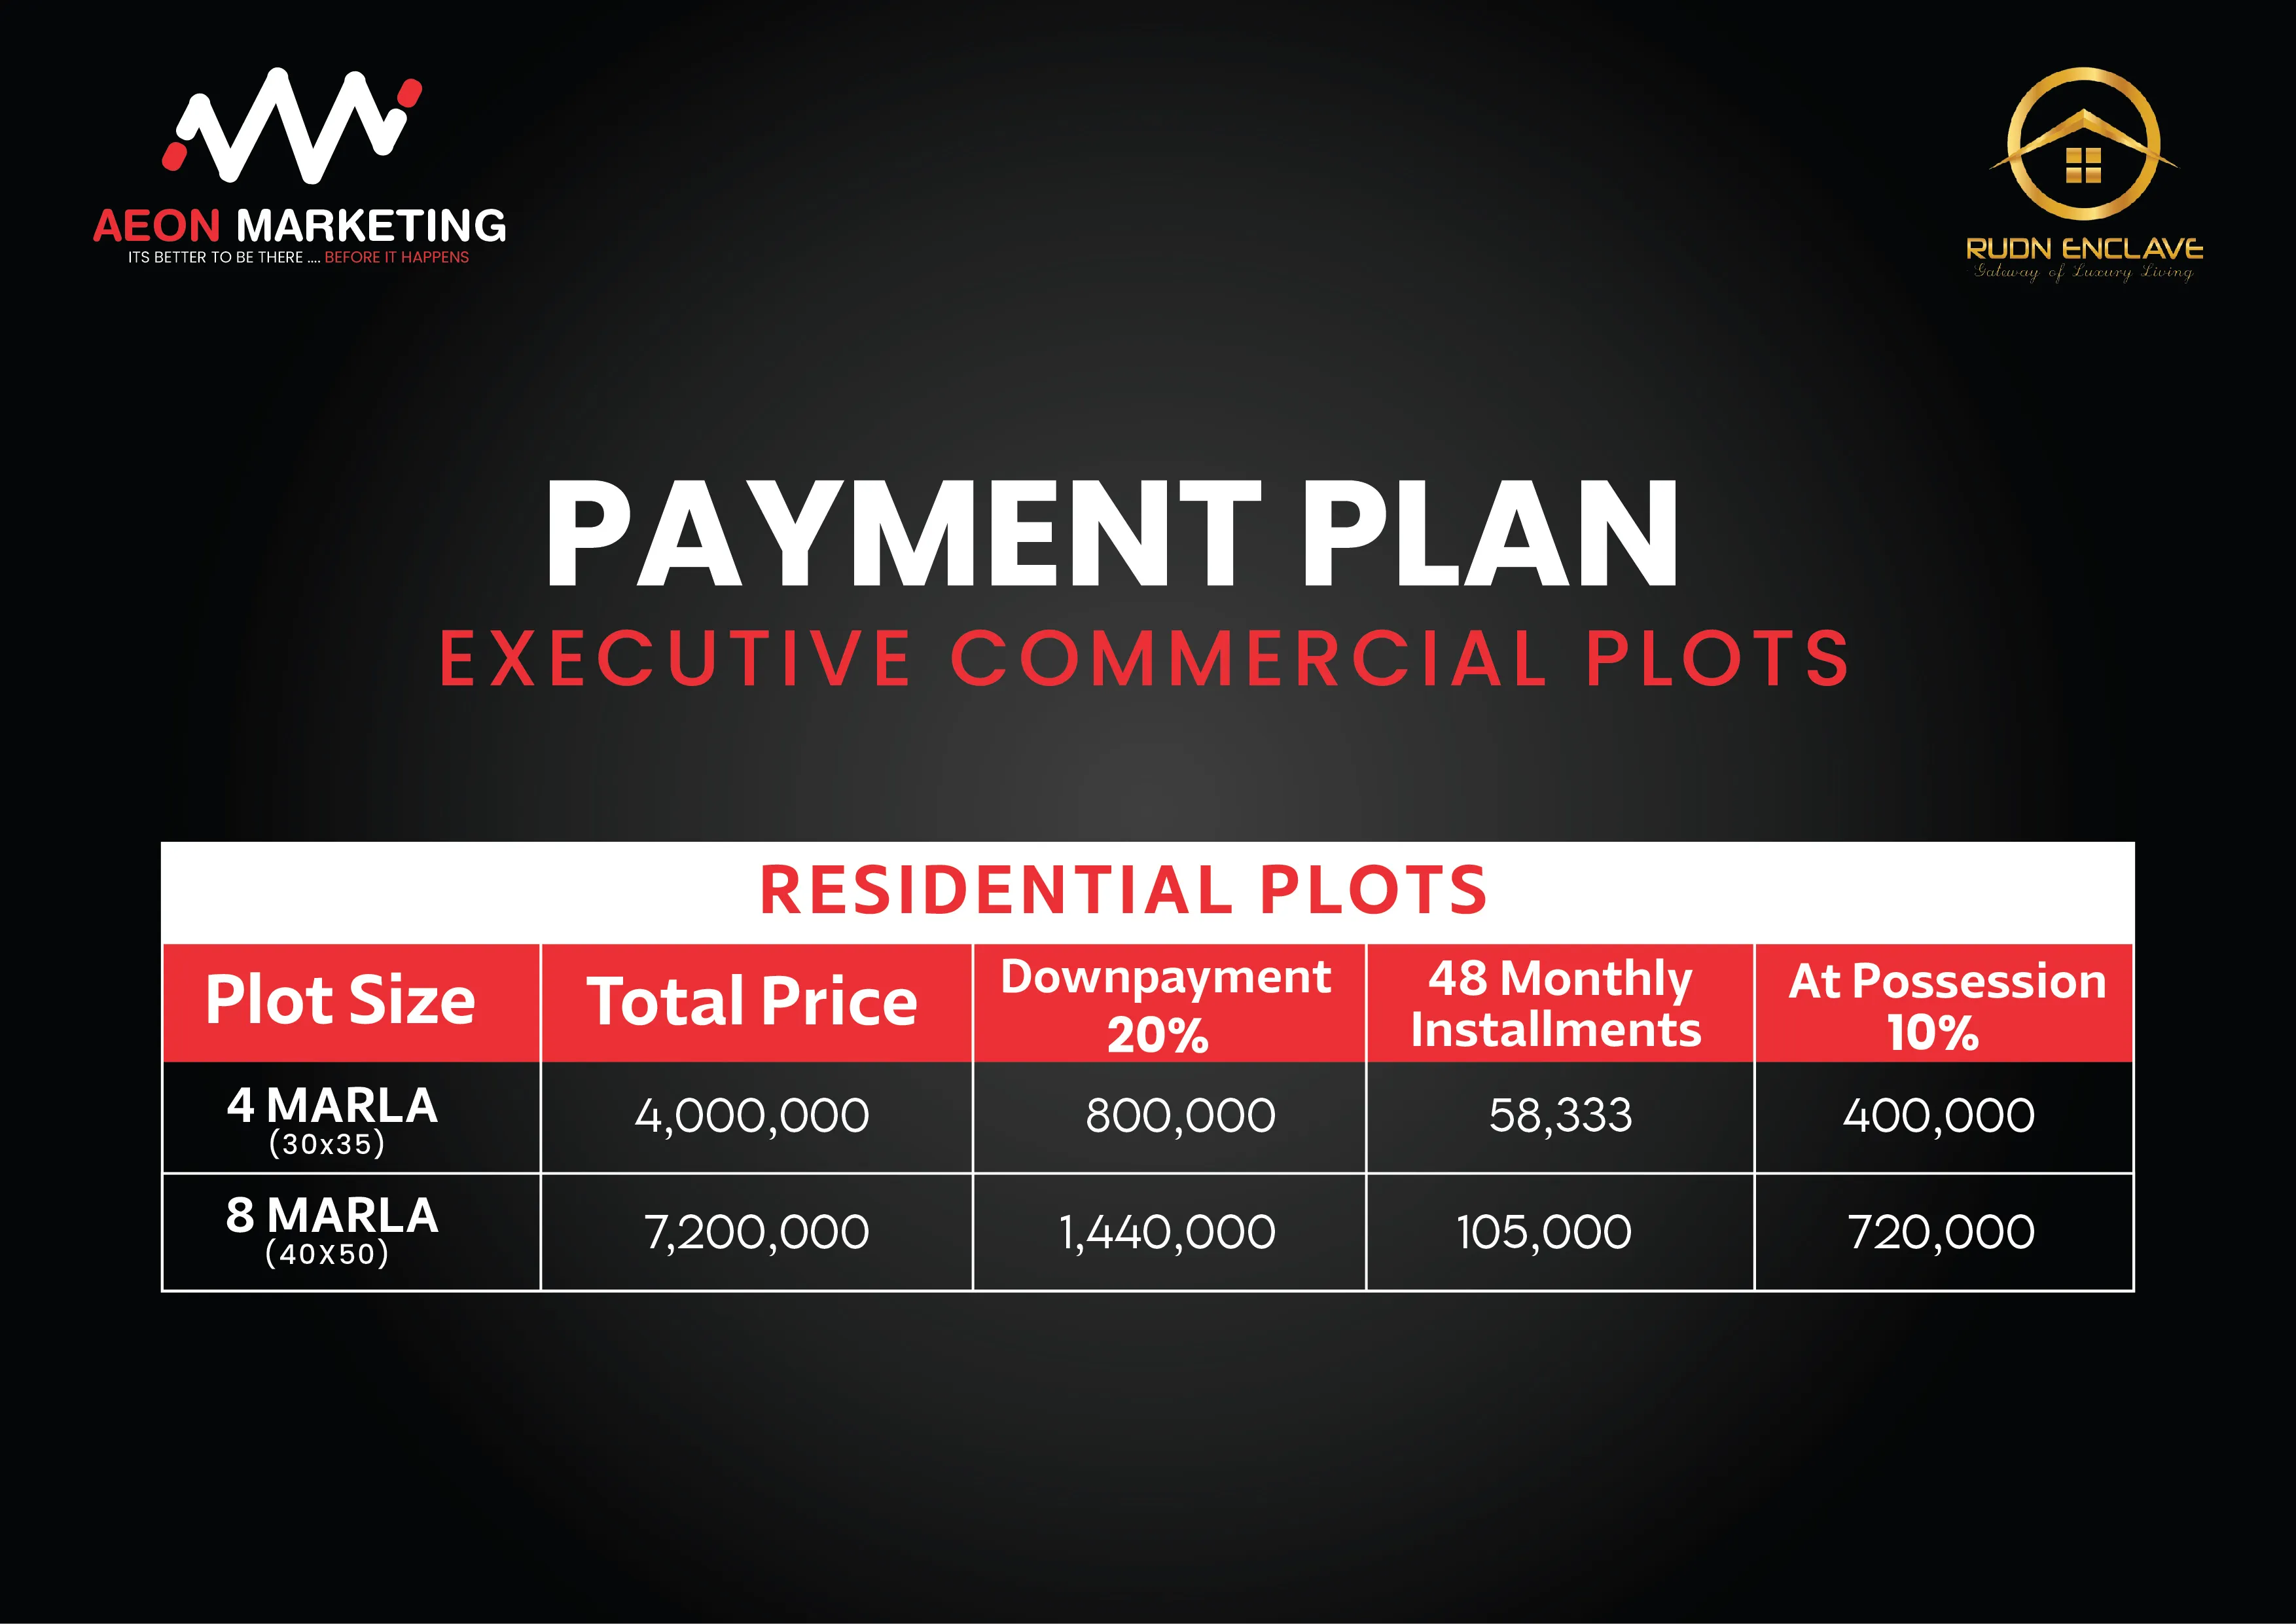 AEON MARKETING
ITS BETTER TO BE THERE .... BEFORE IT HAPPENS
RUDN ENCLAVE
Gateway of Luxury Living
PAYMENT PLAN
EXECUTIVE COMMERCIAL PLOTS
RESIDENTIAL PLOTS
Plot Size Total Price Downpayment 20% 48 Monthly Installments At Possession 10%
4 MARLA 4,000,000 800,000 58,333 400,000
(30x35)
8 MARLA 7,200,000 1,440,000 105,000 720,000
(40X50)